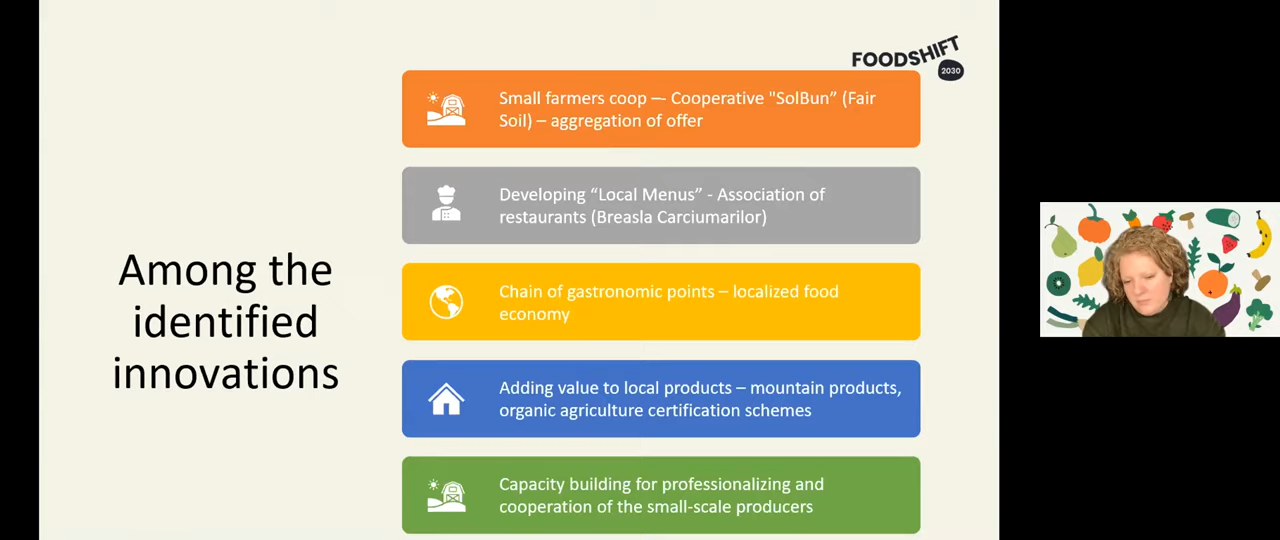 FOODSHIFT
2030
Among the
identified
innovations
Small farmers coop — Cooperative "SolBun” (Fair
Soil) – aggregation of offer
Developing “Local Menus” - Association of
restaurants (Breasla Carciumarilor)
Chain of gastronomic points – localized food
economy
Adding value to local products – mountain products,
organic agriculture certification schemes
Capacity building for professionalizing and
cooperation of the small-scale producers